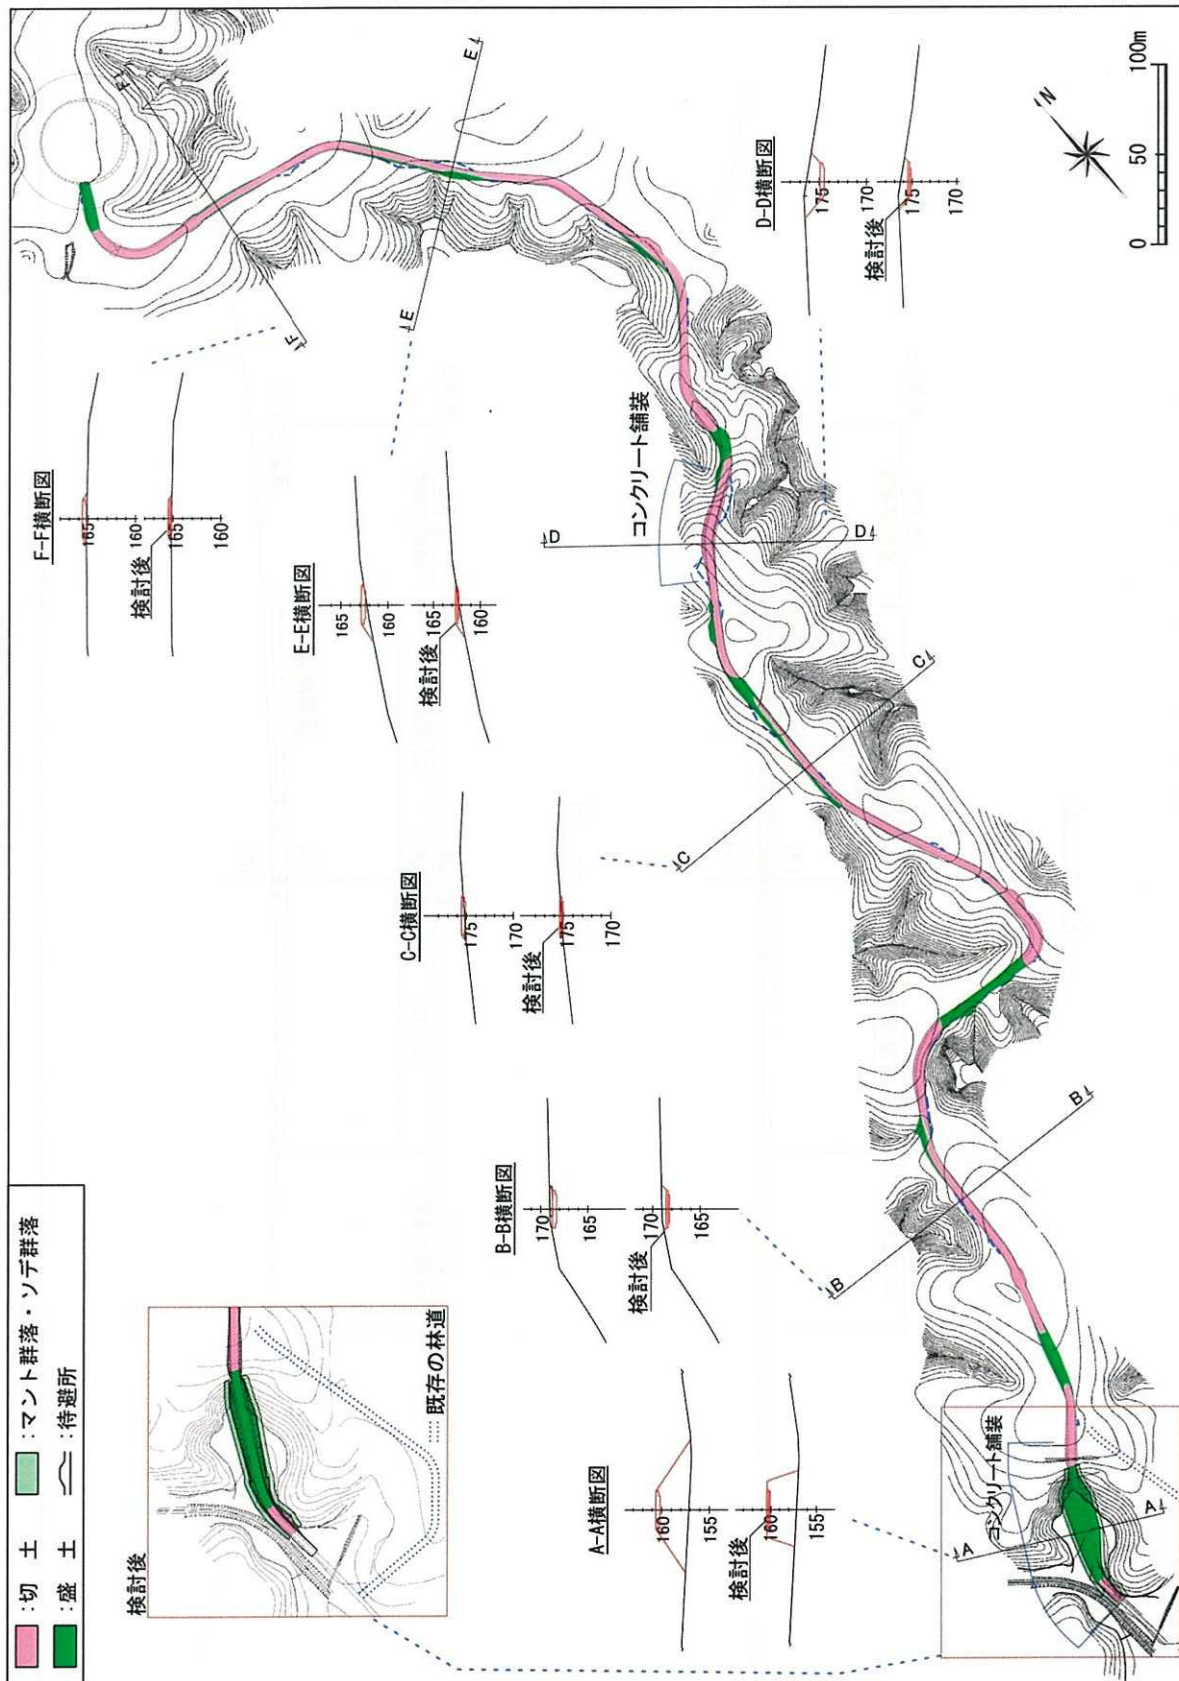 :切　土
:マント群落・ソデ群落
:盛　土
:待避所
検討後
:::既存の林道
A-A横断図
160
155
検討後
160
155
B-B横断図
170
165
検討後
170
165
C-C横断図
175
170
検討後
175
170
E-E横断図
165
160
検討後
165
160
F-F横断図
165
160
検討後
165
160
D-D横断図
175
170
検討後
175
170
コンクリート舗装
A
A
コンクリート舗装
B
B
C
C
D
D
E
E
F
F
N
0
50
100m